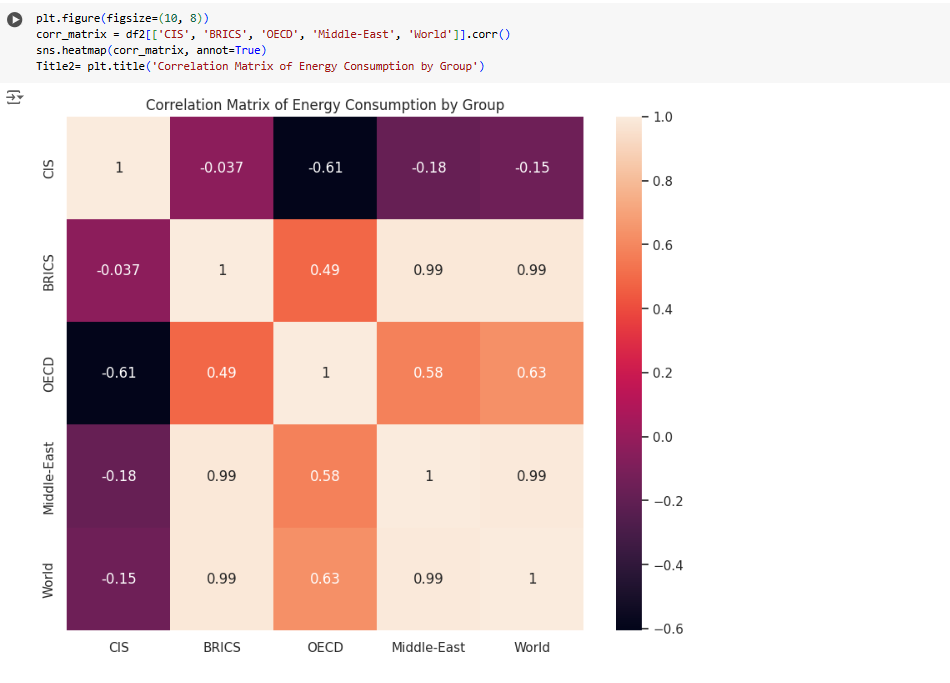 plt.figure(figsize=(10, 8))
corr_matrix = df2[['CIS', 'BRICS', 'OECD', 'Middle-East', 'World']].corr()
sns.heatmap(corr_matrix, annot=True)
Title2= plt.title('Correlation Matrix of Energy Consumption by Group')
Correlation Matrix of Energy Consumption by Group
CIS 1 -0.037 -0.61 -0.18 -0.15
BRICS -0.037 1 0.49 0.99 0.99
OECD -0.61 0.49 1 0.58 0.63
Middle-East -0.18 0.99 0.58 1 0.99
World -0.15 0.99 0.63 0.99 1
CIS BRICS OECD Middle-East World
1.0
0.8
0.6
0.4
0.2
0.0
−0.2
−0.4
−0.6